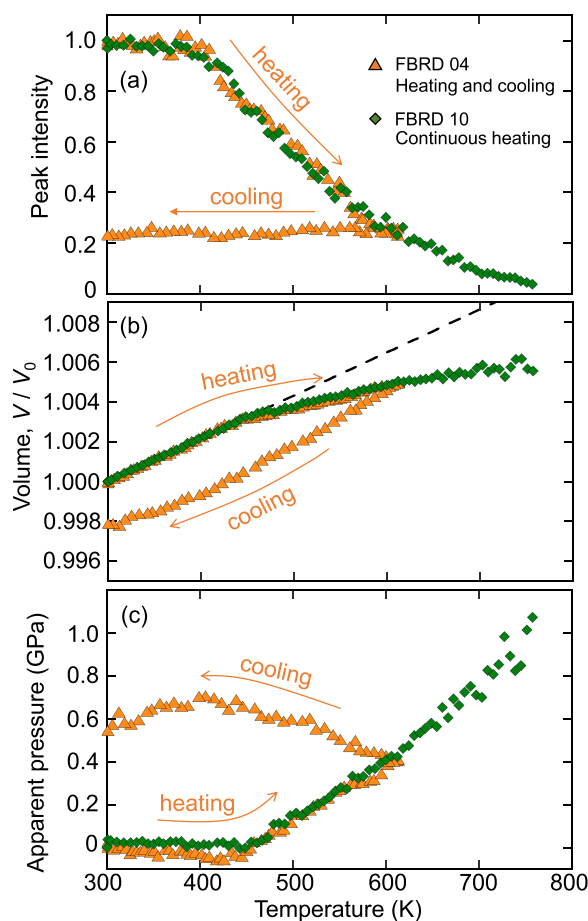 1.0
0.8
0.6
0.4
0.2
0
Peak intensity
(a)
heating
cooling
FBRD 04
Heating and cooling
FBRD 10
Continuous heating
1.008
1.006
1.004
1.002
1.000
0.998
0.996
Volume, V / V0
(b)
heating
cooling
1.0
0.8
0.6
0.4
0.2
0
Apparent pressure (GPa)
(c)
cooling
heating
300 400 500 600 700 800
Temperature (K)